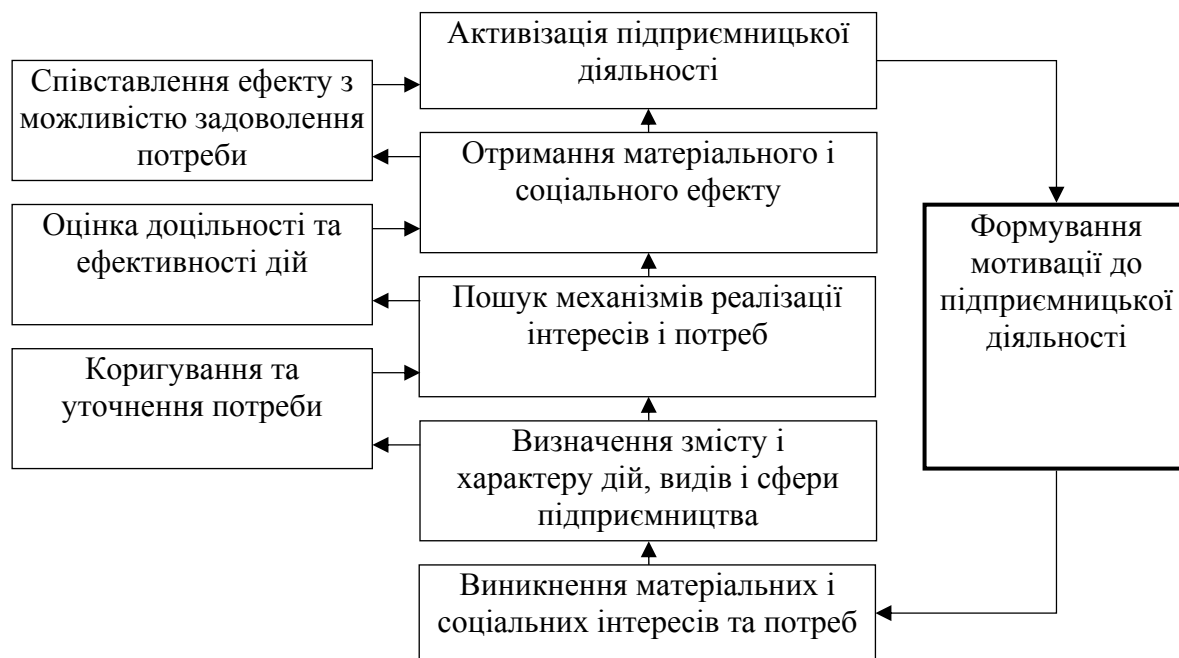 Активізація підприємницької
діяльності
Співставлення ефекту з
можливістю задоволення
потреби
Отримання матеріального і
соціального ефекту
Оцінка доцільності та
ефективності дій
Формування
мотивації до
підприємницької
діяльності
Пошук механізмів реалізації
інтересів і потреб
Коригування та
уточнення потреби
Визначення змісту і
характеру дій, видів і сфери
підприємництва
Виникнення матеріальних і
соціальних інтересів та потреб